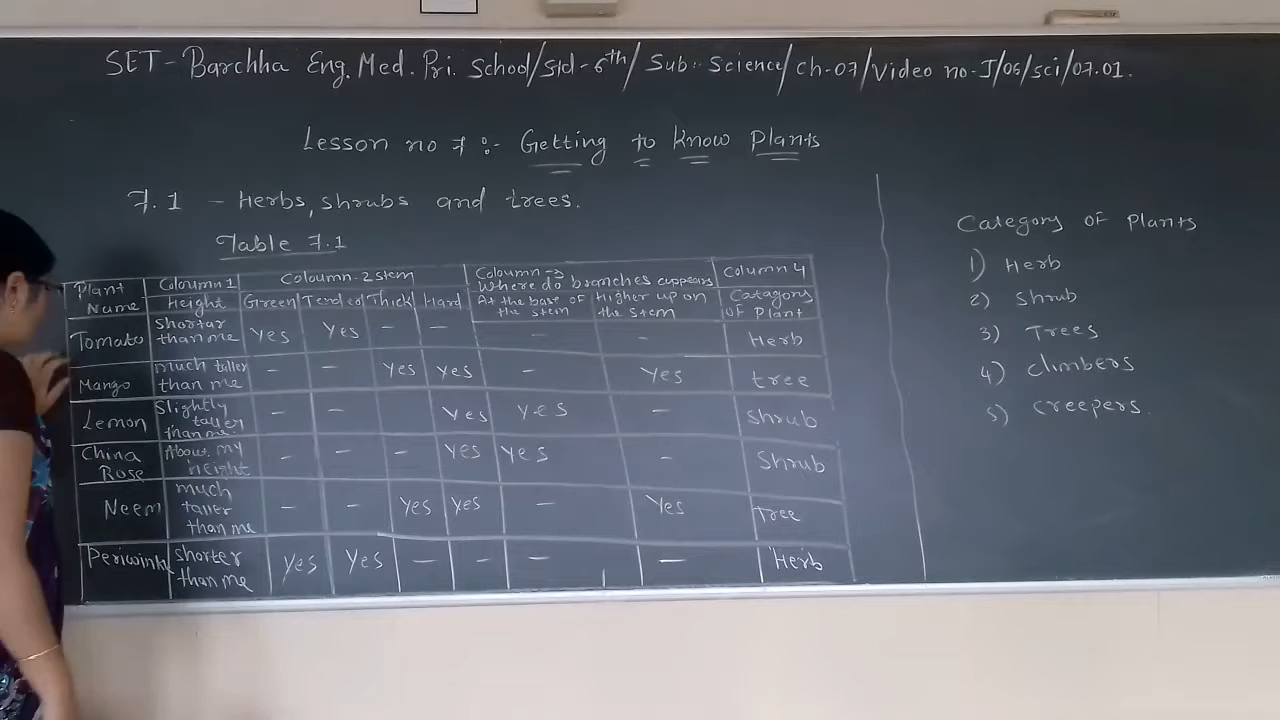 SET-Barchha Eng.Med.Pri. School/Std-6th/Sub: Science/ch-07/Video no-J/06/sci/07.01.
Lesson no 7 :- Getting to Know Plants
7.1 - Herbs, shrubs and trees.
Table 7.1
Plant Name | Coloumn 1 Height | Coloumn-2 stem Green Tended Thick Hard | Coloumn-3 Where do branches appears At the base of the stem Higher up on the stem | Column 4 Catagory Of Plant
Tomato | shortar than me | Yes | Yes | - | - | - | - | Herb
Mango | much taller than me | - | - | Yes | Yes | - | Yes | tree
Lemon | Slightly taller than me. | - | - | Yes | yes | - | shrub
China Rose | About my height | - | - | - | yes | yes | - | Shrub
Neem | much taller than me | - | - | Yes | Yes | - | Yes | Tree
Periwinkl | shorter than me | Yes | Yes | - | - | - | - | Herb
Category OF Plants
1) Herb
2) Shrub
3) Trees
4) climbers
5) creepers.